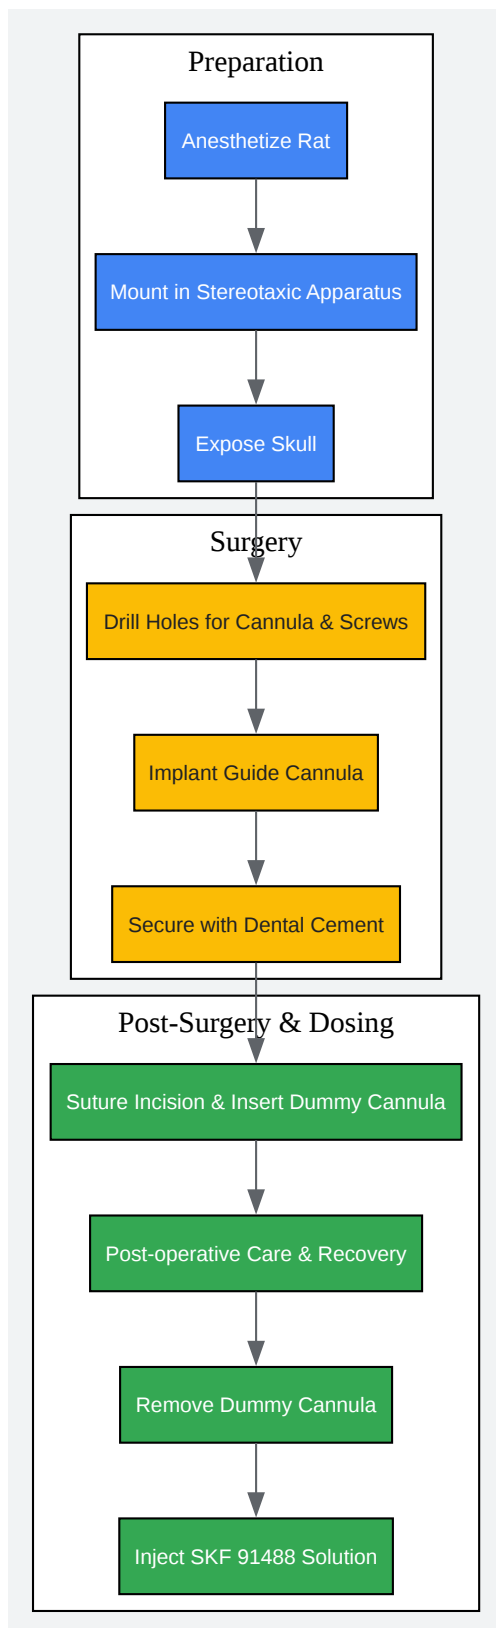 Preparation
Anesthetize Rat
Mount in Stereotaxic Apparatus
Expose Skull
Surgery
Drill Holes for Cannula & Screws
Implant Guide Cannula
Secure with Dental Cement
Post-Surgery & Dosing
Suture Incision & Insert Dummy Cannula
Post-operative Care & Recovery
Remove Dummy Cannula
Inject SKF 91488 Solution